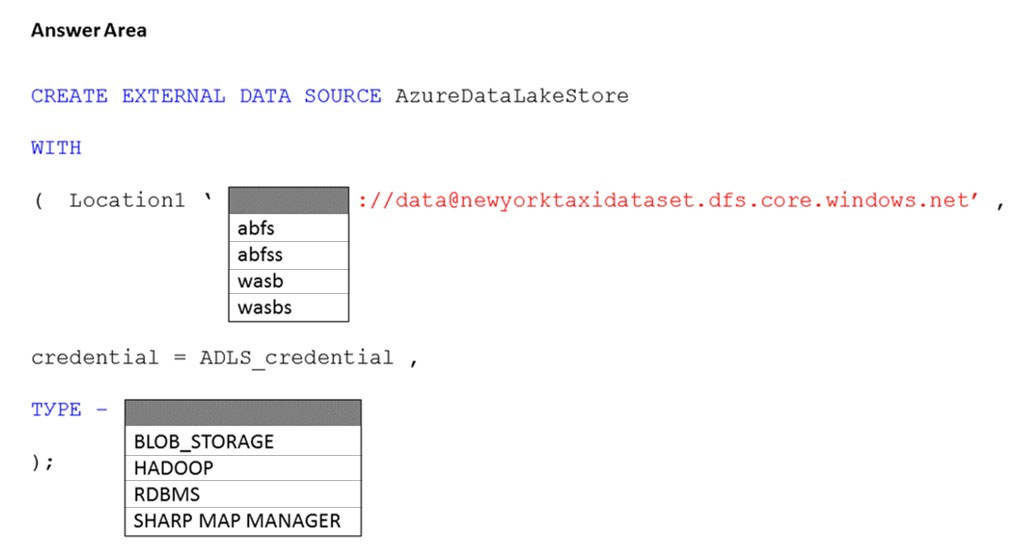 Answer Area
CREATE EXTERNAL DATA SOURCE AzureDataLakeStore
WITH
( Location1 ‘ ://data@newyorktaxidataset.dfs.core.windows.net’ ,
abfs
abfss
wasb
wasbs
credential = ADLS_credential ,
TYPE –
BLOB_STORAGE
HADOOP
RDBMS
SHARP MAP MANAGER
);